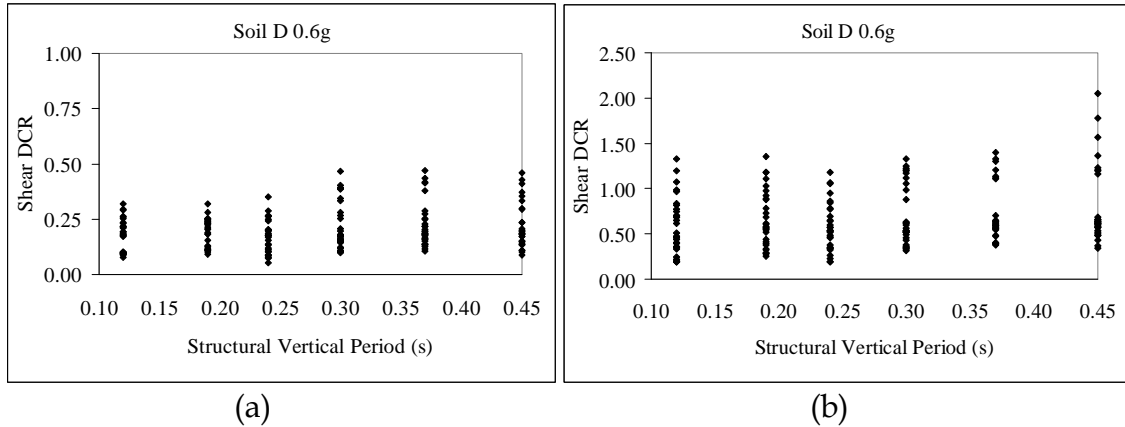 Soil D 0.6g
1.00
0.75
0.50
0.25
0.00
Shear DCR
0.10 0.15 0.20 0.25 0.30 0.35 0.40 0.45
Structural Vertical Period (s)
(a)
Soil D 0.6g
2.50
2.00
1.50
1.00
0.50
0.00
Shear DCR
0.10 0.15 0.20 0.25 0.30 0.35 0.40 0.45
Structural Vertical Period (s)
(b)